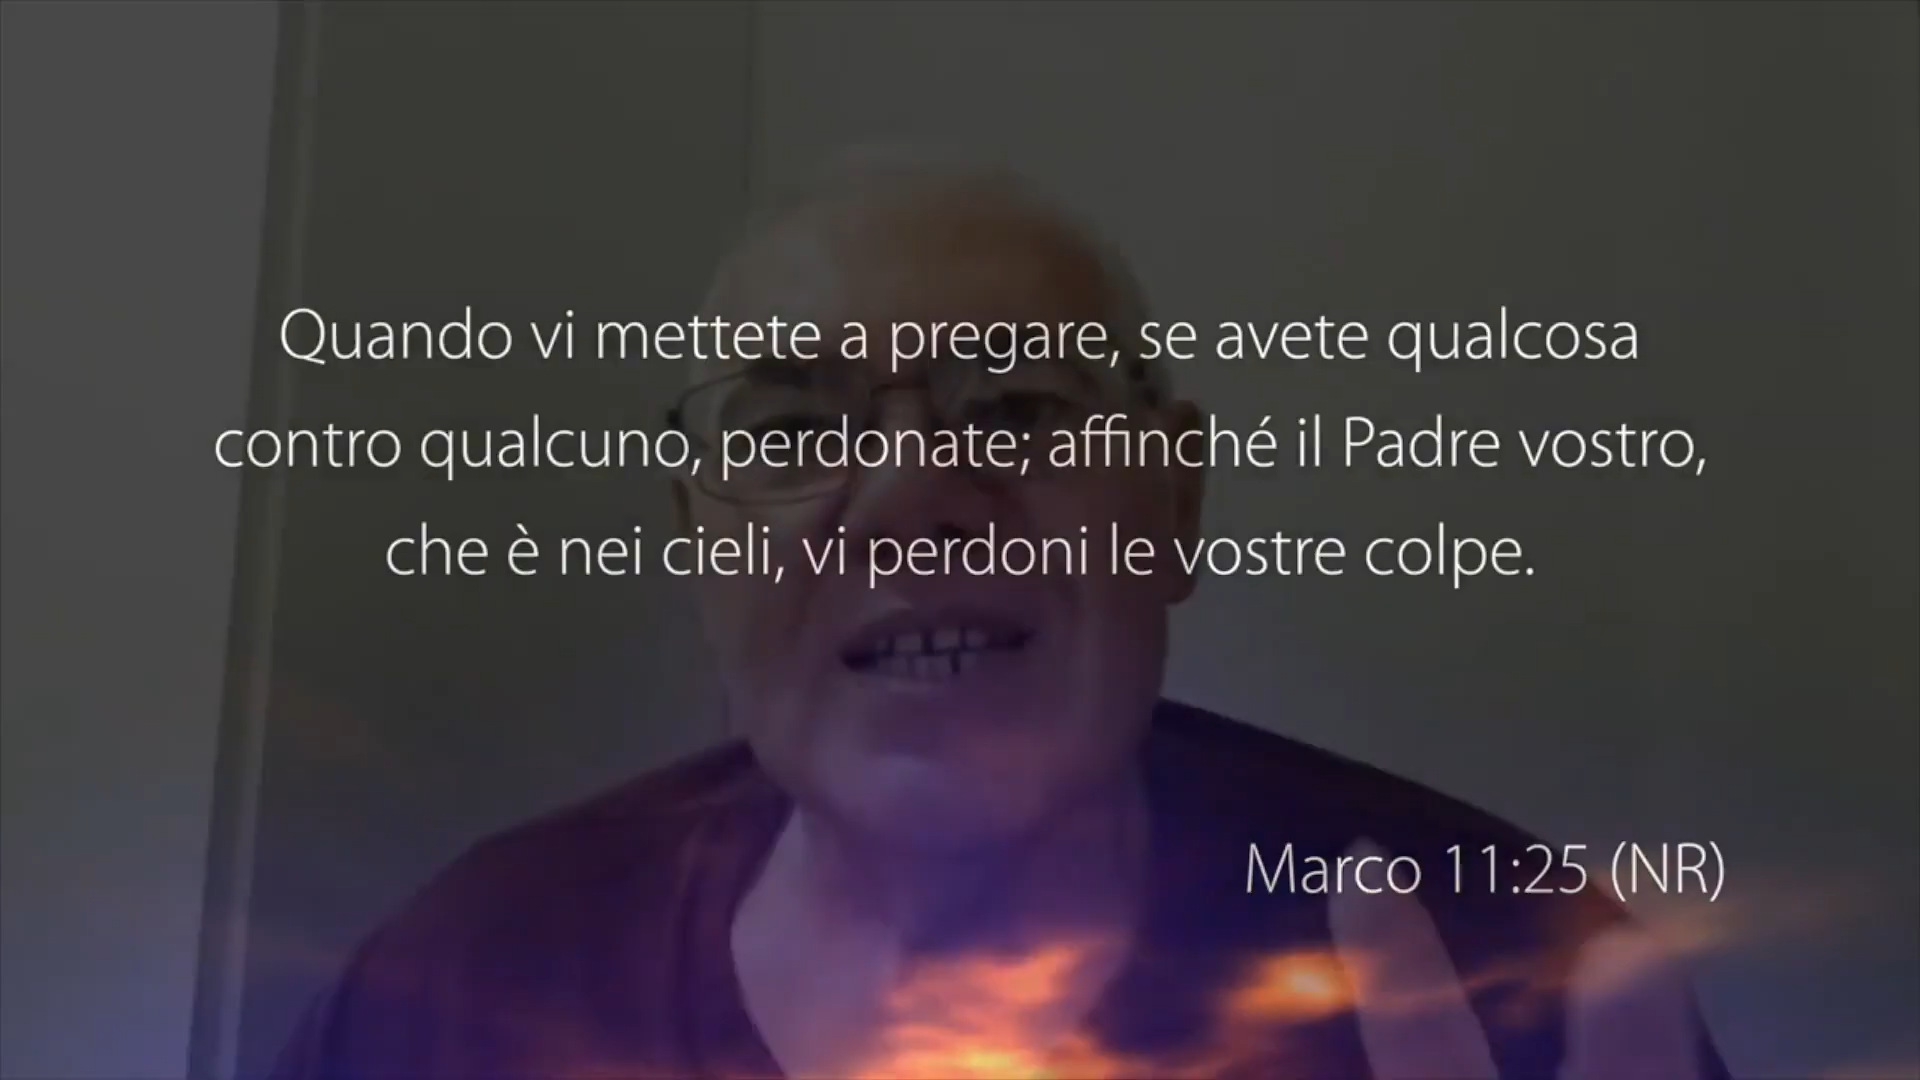 Quando vi mettete a pregare, se avete qualcosa
contro qualcuno, perdonate; affinché il Padre vostro,
che è nei cieli, vi perdoni le vostre colpe.
Marco 11:25 (NR)